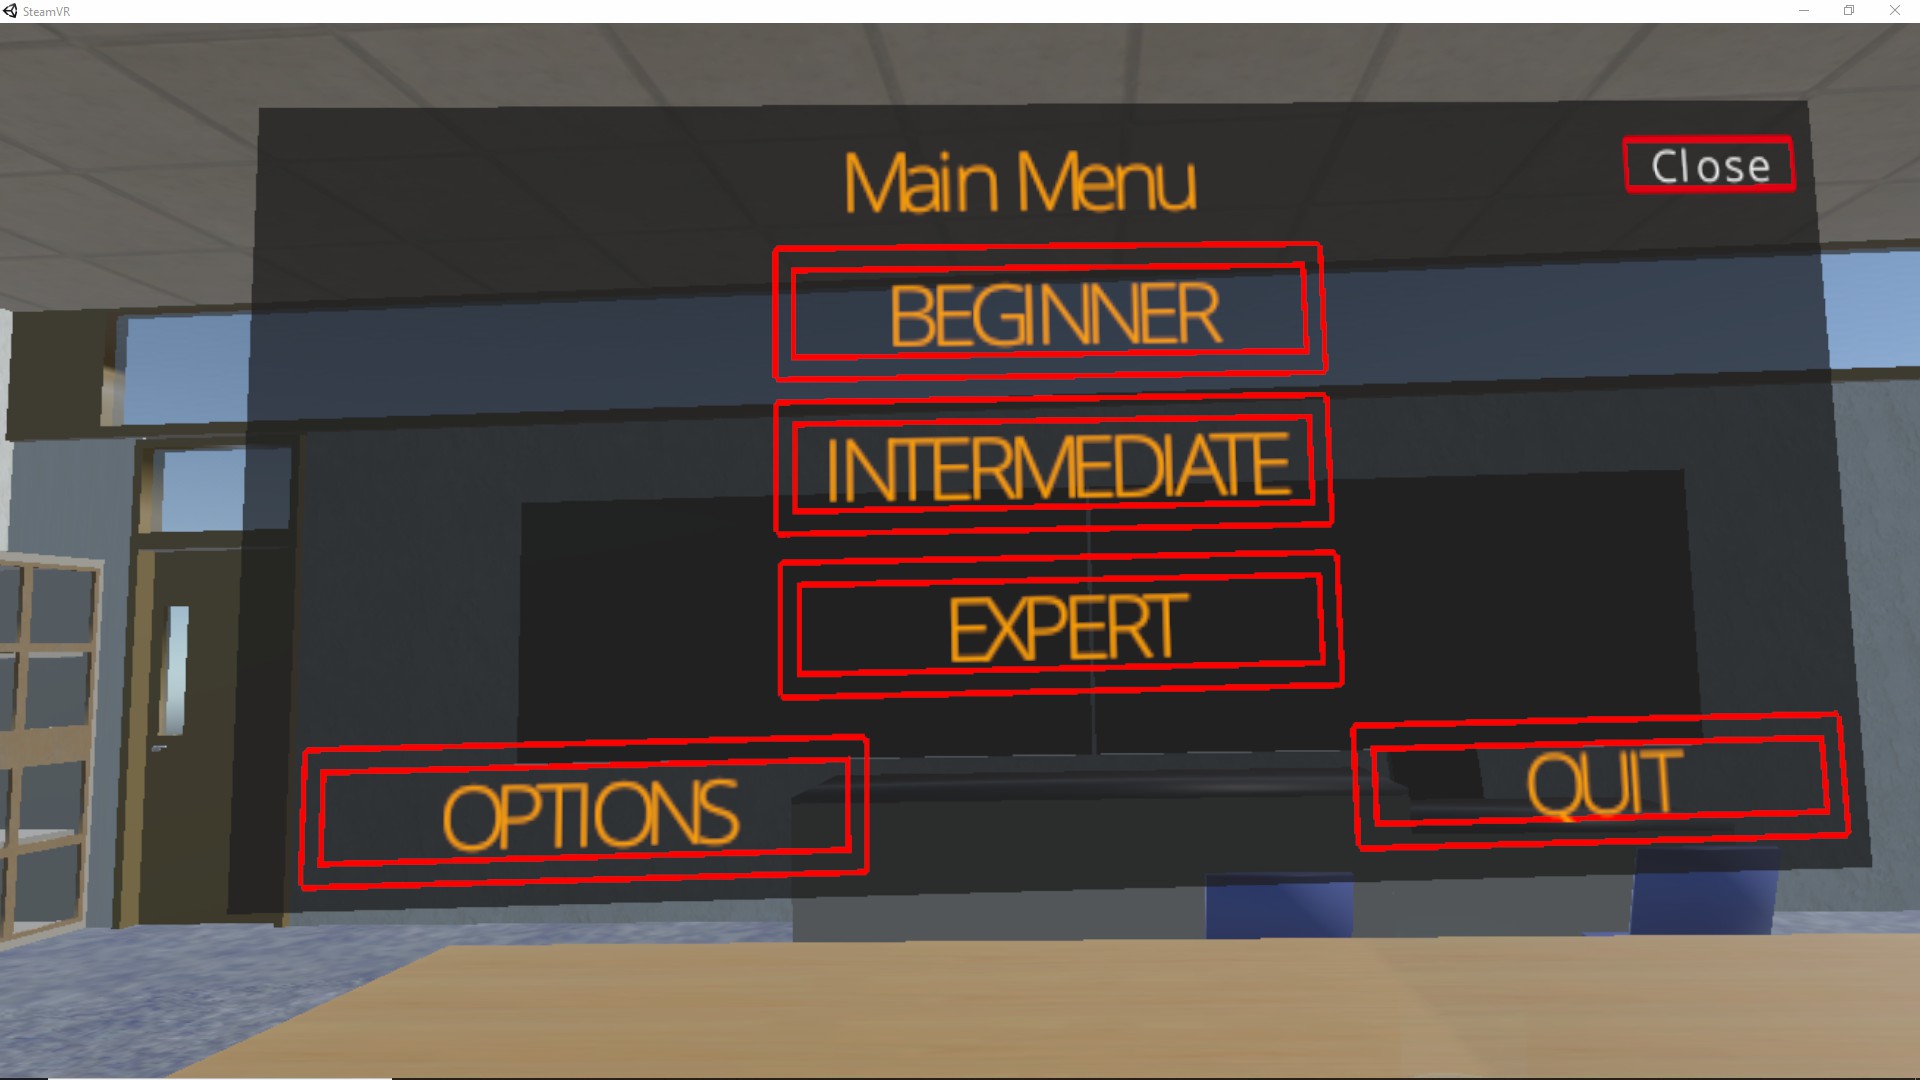 SteamVR
Main Menu
Close
BEGINNER
INTERMEDIATE
EXPERT
OPTIONS
QUIT